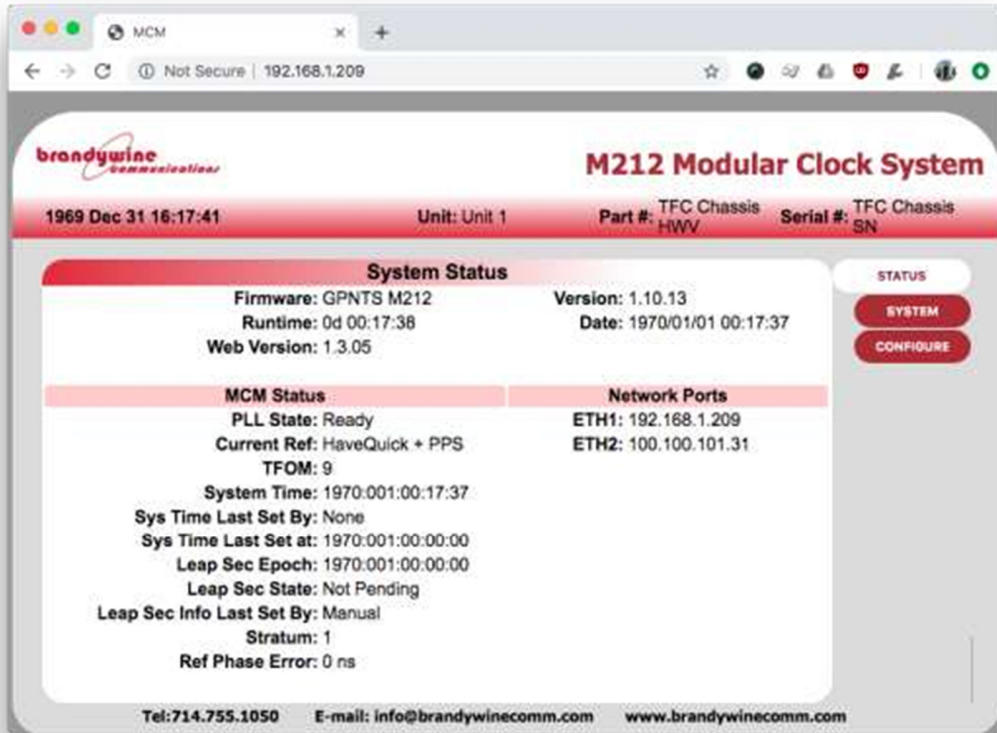 MCM
Not Secure | 192.168.1.209
brandywine
communications
M212 Modular Clock System
1969 Dec 31 16:17:41 Unit: Unit 1 Part #: TFC Chassis HWV Serial #: TFC Chassis SN
System Status
STATUS
SYSTEM
CONFIGURE
Firmware: GPNTS M212 Version: 1.10.13
Runtime: 0d 00:17:38 Date: 1970/01/01 00:17:37
Web Version: 1.3.05
MCM Status
PLL State: Ready
Current Ref: HaveQuick + PPS
TFOM: 9
System Time: 1970:001:00:17:37
Sys Time Last Set By: None
Sys Time Last Set at: 1970:001:00:00:00
Leap Sec Epoch: 1970:001:00:00:00
Leap Sec State: Not Pending
Leap Sec Info Last Set By: Manual
Stratum: 1
Ref Phase Error: 0 ns
Network Ports
ETH1: 192.168.1.209
ETH2: 100.100.101.31
Tel:714.755.1050 E-mail: info@brandywinecomm.com www.brandywinecomm.com